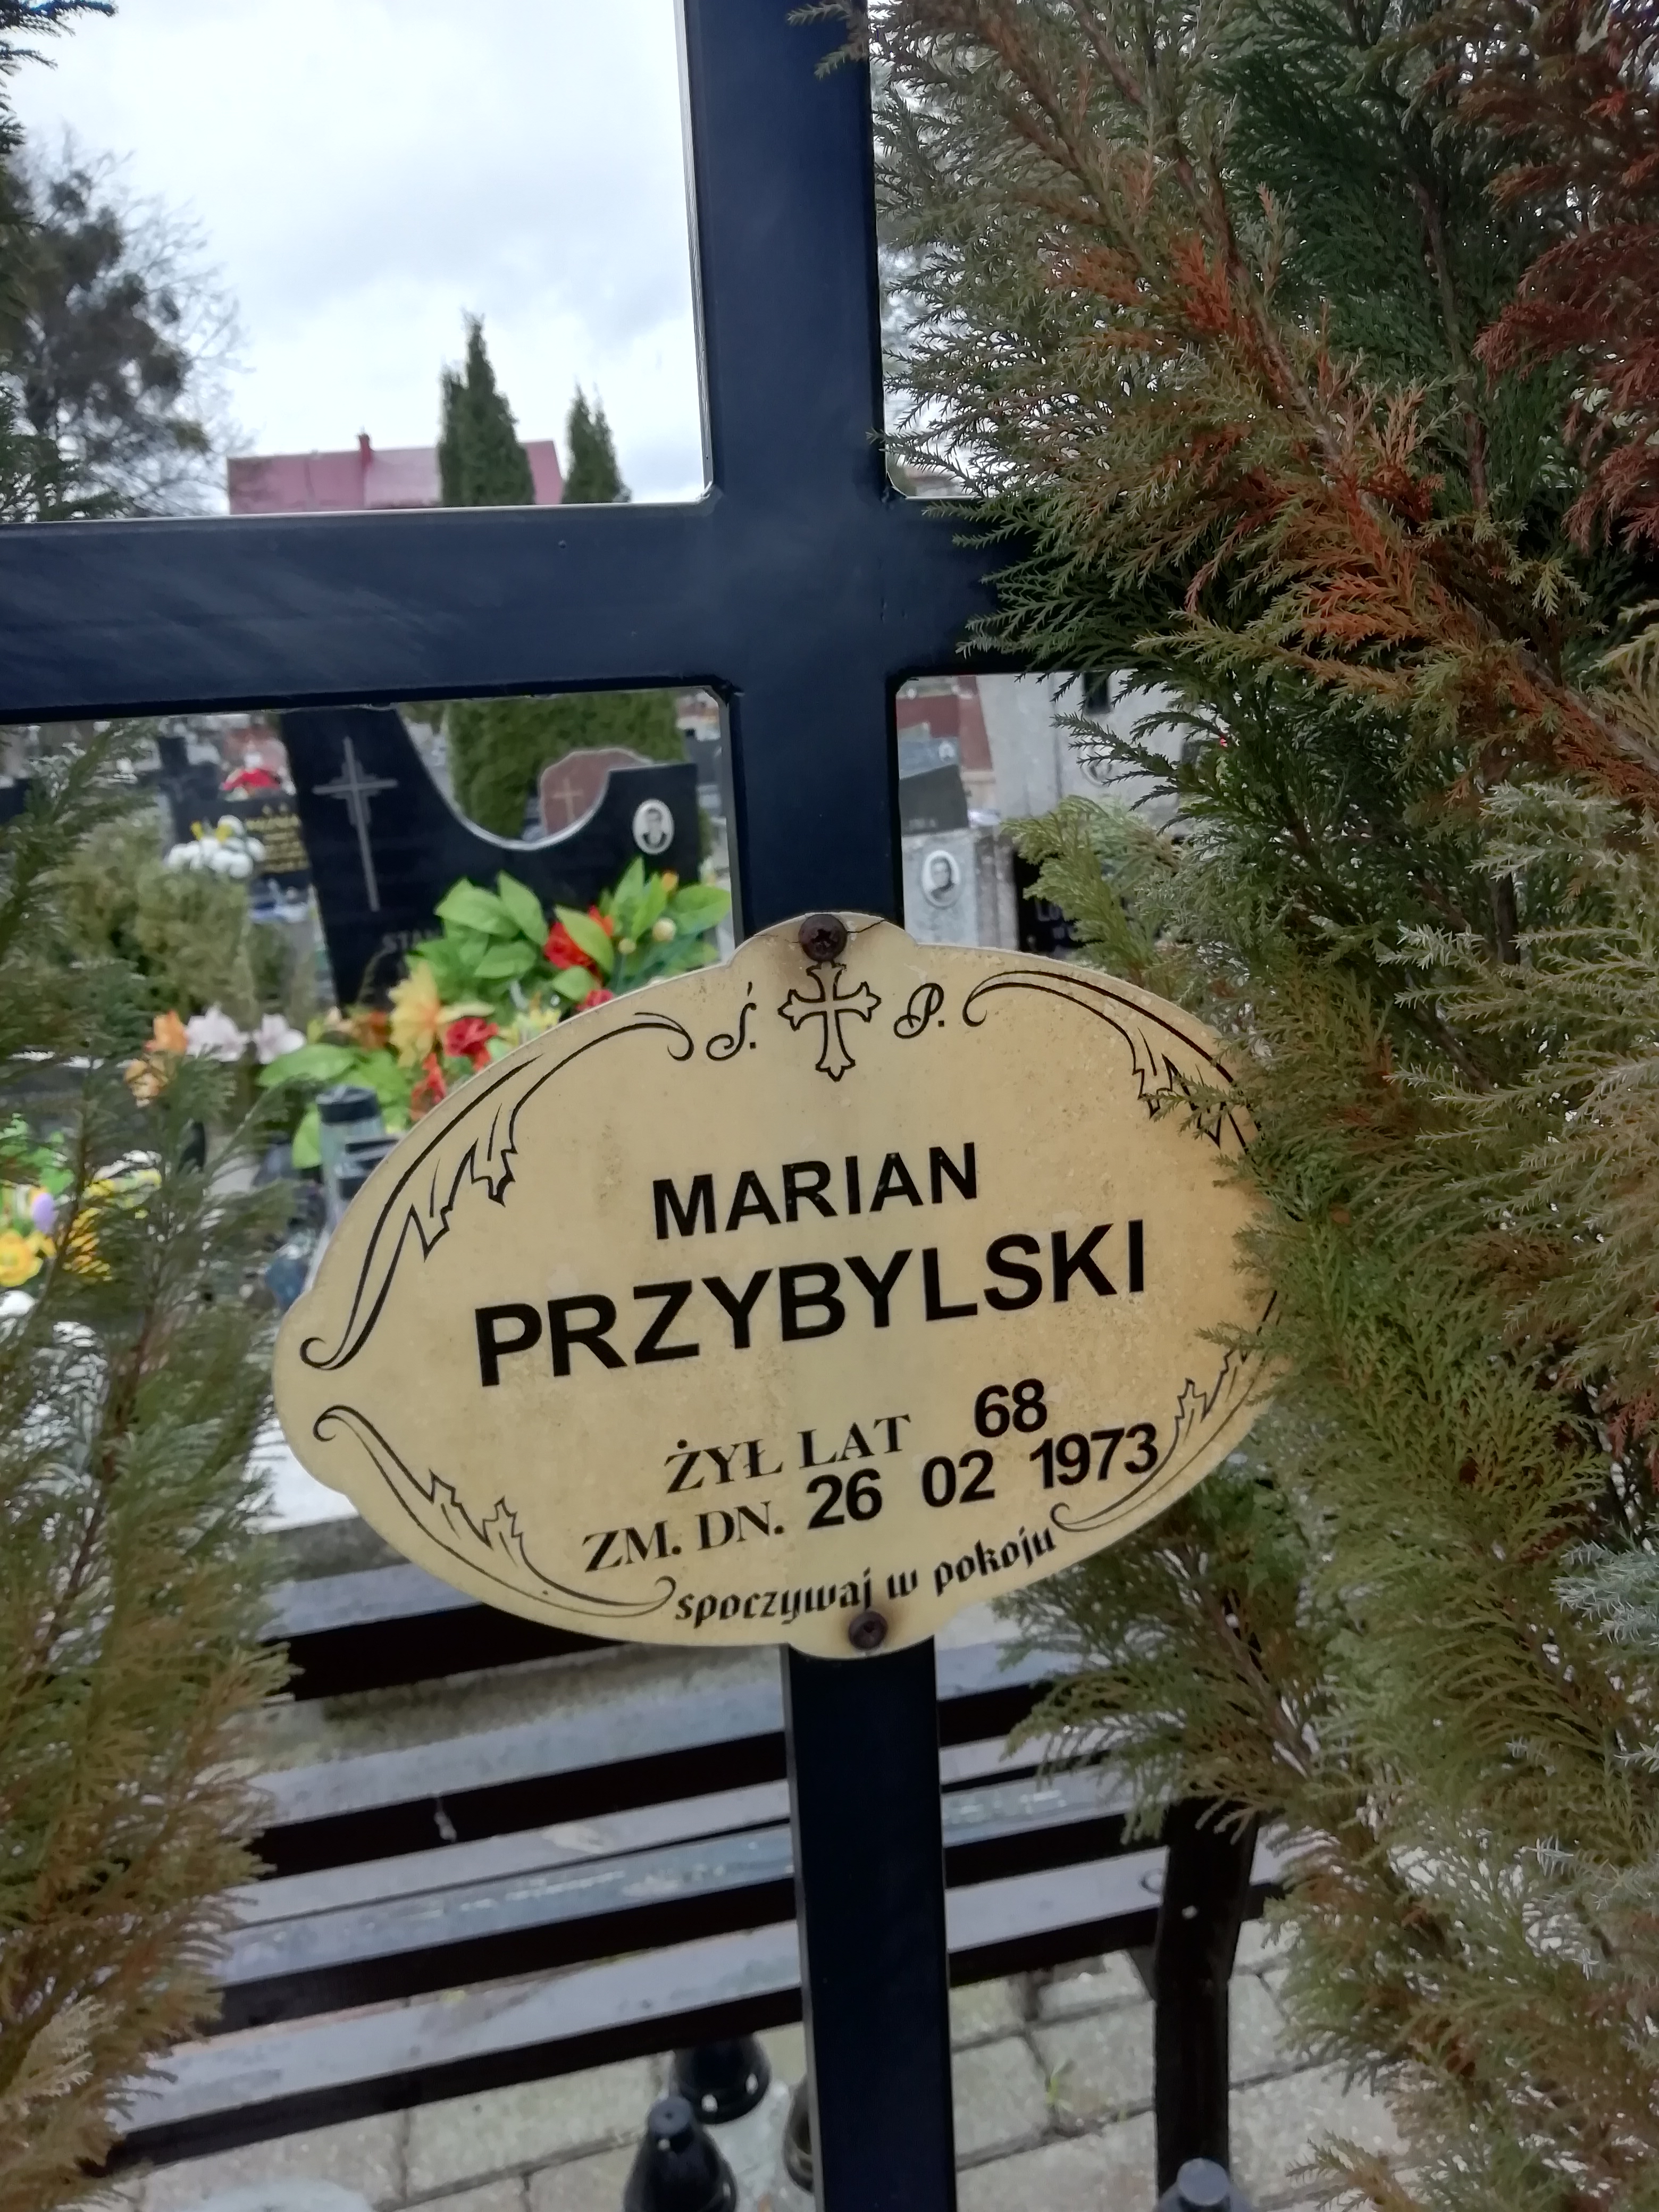 Ś. P.
MARIAN
PRZYBYLSKI
ŻYŁ LAT 68
ZM. DN. 26 02 1973
spoczywaj w pokoju